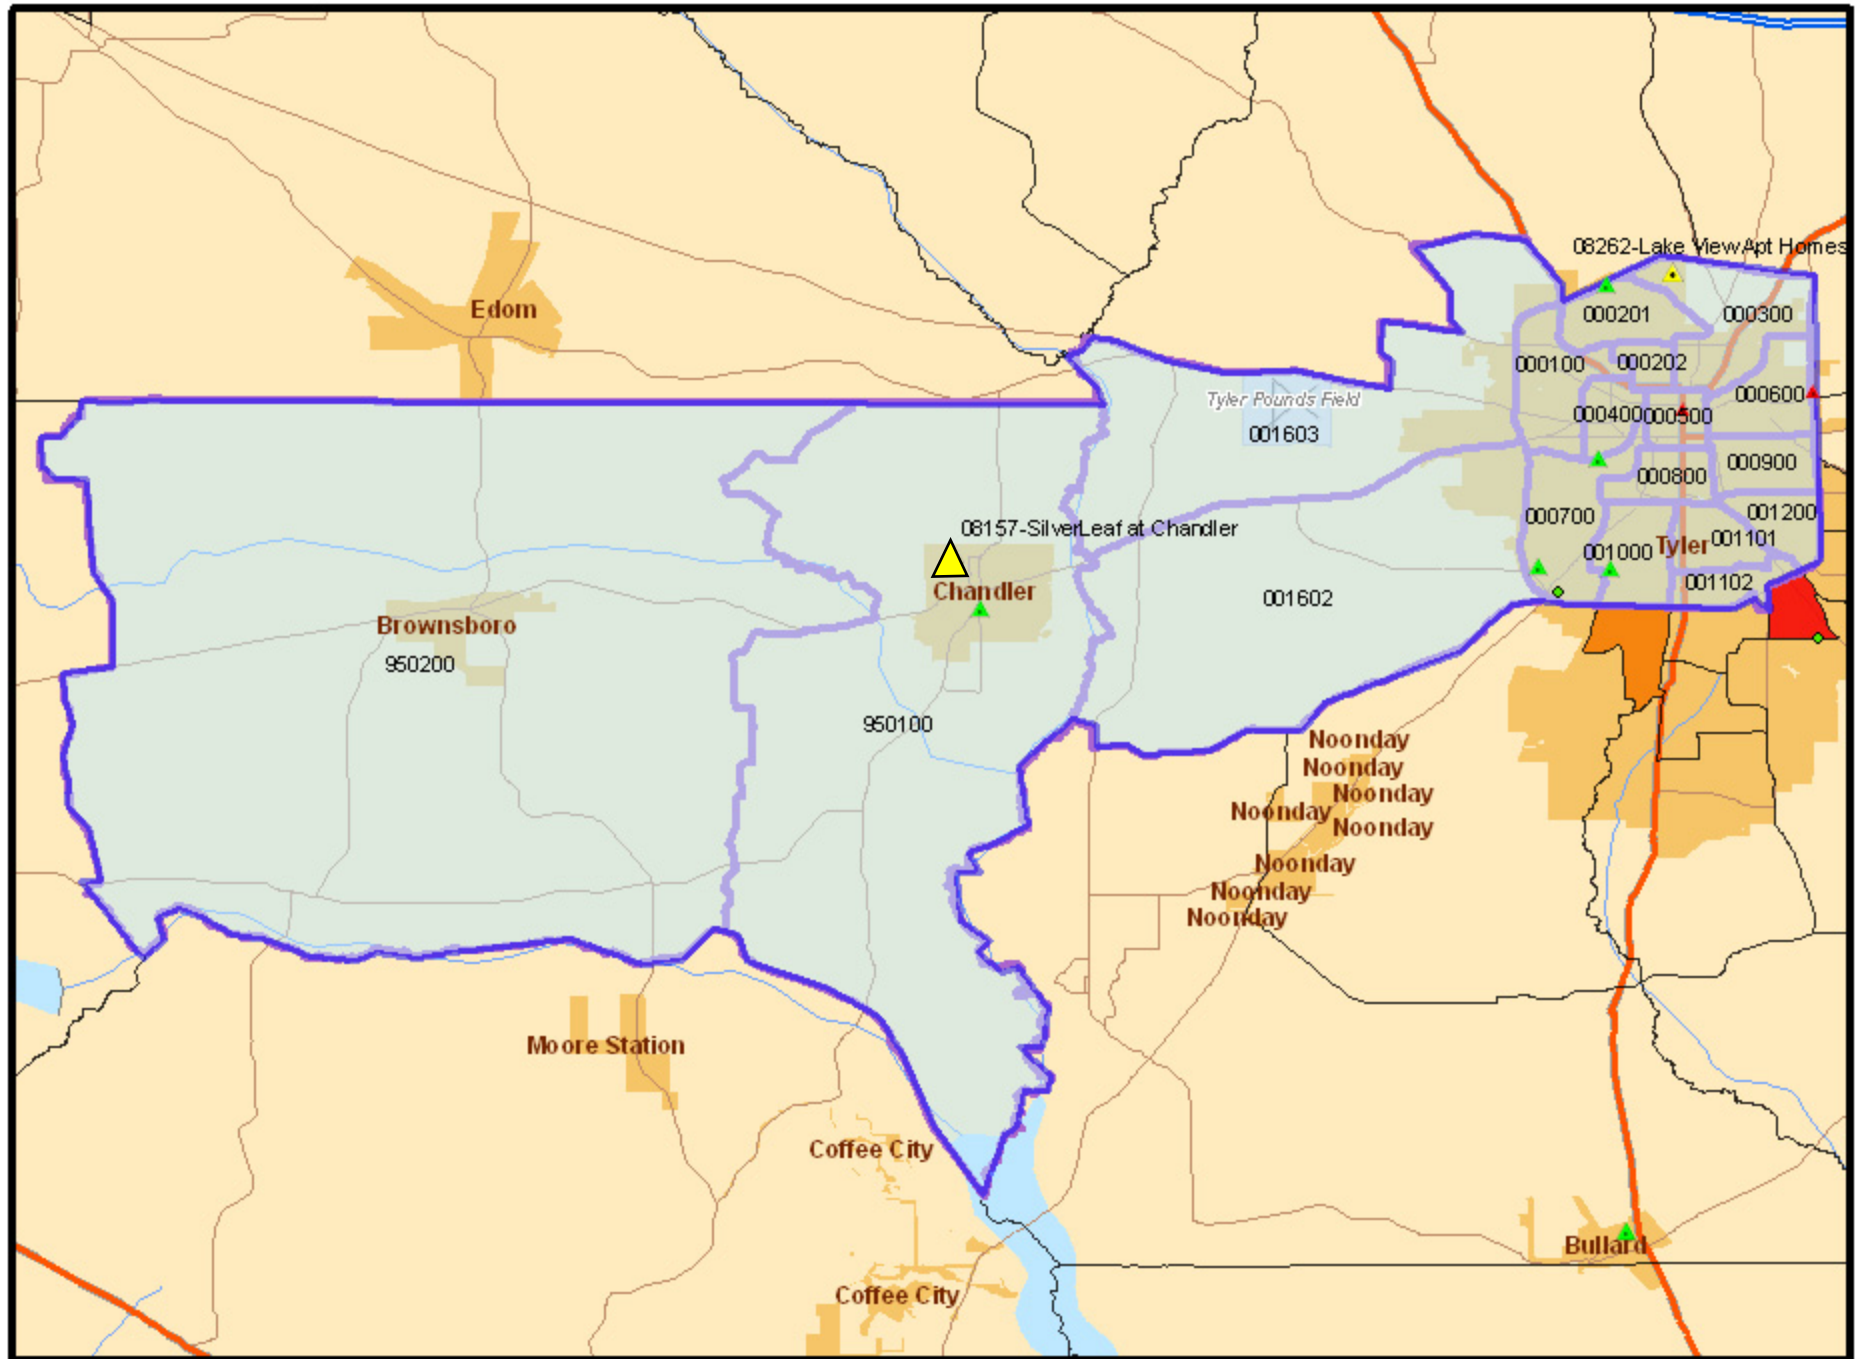 08262-Lake View Apt Homes
Edom
000201
000300
000100
000202
Tyler Pounds Field
000600
000400
000500
001603
000900
000800
08157-SilverLeaf at Chandler
000700
001200
001101
Tyler
001000
Chandler
001102
001602
Brownsboro
950200
950100
Noonday
Noonday
Noonday
Noonday
Noonday
Noonday
Noonday
Noonday
Moore Station
Coffee City
Bullard
Coffee City